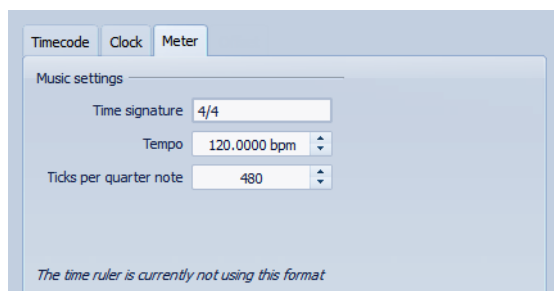 Timecode Clock Meter
Music settings
Time signature 4/4
Tempo 120.0000 bpm
Ticks per quarter note 480
The time ruler is currently not using this format